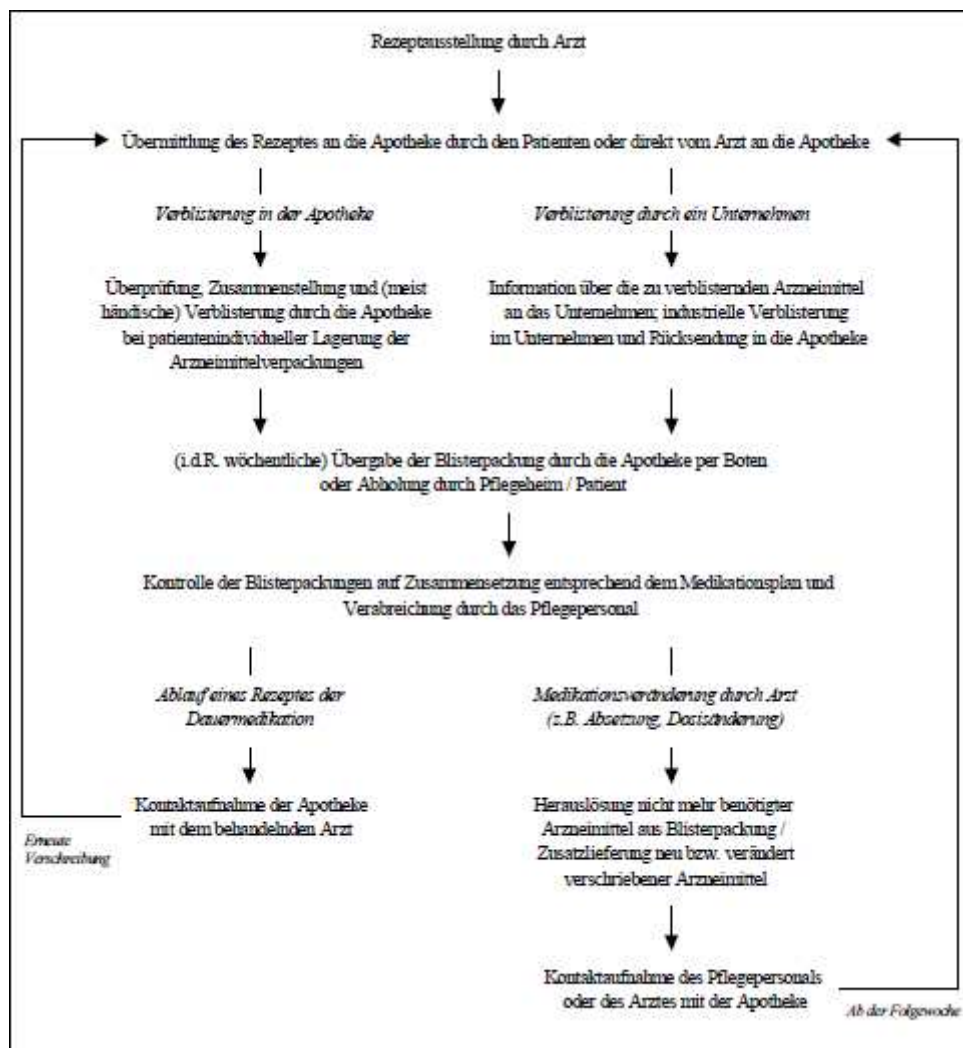 Rezeptausstellung durch Arzt
Übermittlung des Rezeptes an die Apotheke durch den Patienten oder direkt vom Arzt an die Apotheke
Verblisterung in der Apotheke
Verblisterung durch ein Unternehmen
Überprüfung, Zusammenstellung und (meist
händische) Verblisterung durch die Apotheke
bei patientenindividueller Lagerung der
Arzneimittelverpackungen
Information über die zu verblisternden Arzneimittel
an das Unternehmen; industrielle Verblisterung
im Unternehmen und Rücksendung in die Apotheke
(i.d.R. wöchentliche) Übergabe der Blisterpackung durch die Apotheke per Boten
oder Abholung durch Pflegeheim / Patient
Kontrolle der Blisterpackungen auf Zusammensetzung entsprechend dem Medikationsplan und
Verabreichung durch das Pflegepersonal
Ablauf eines Rezeptes der
Dauermedikation
Medikationsveränderung durch Arzt
(z.B. Absetzung, Dosisänderung)
Kontaktaufnahme der Apotheke
mit dem behandelnden Arzt
Herauslösung nicht mehr benötigter
Arzneimittel aus Blisterpackung /
Zusatzlieferung neu bzw. verändert
verschriebener Arzneimittel
Erneute
Verschreibung
Kontaktaufnahme des Pflegepersonals
oder des Arztes mit der Apotheke
Ab der Folgewoche